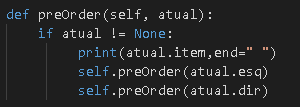 def preOrder(self, atual):
    if atual != None:
        print(atual.item,end=" ")
        self.preOrder(atual.esq)
        self.preOrder(atual.dir)